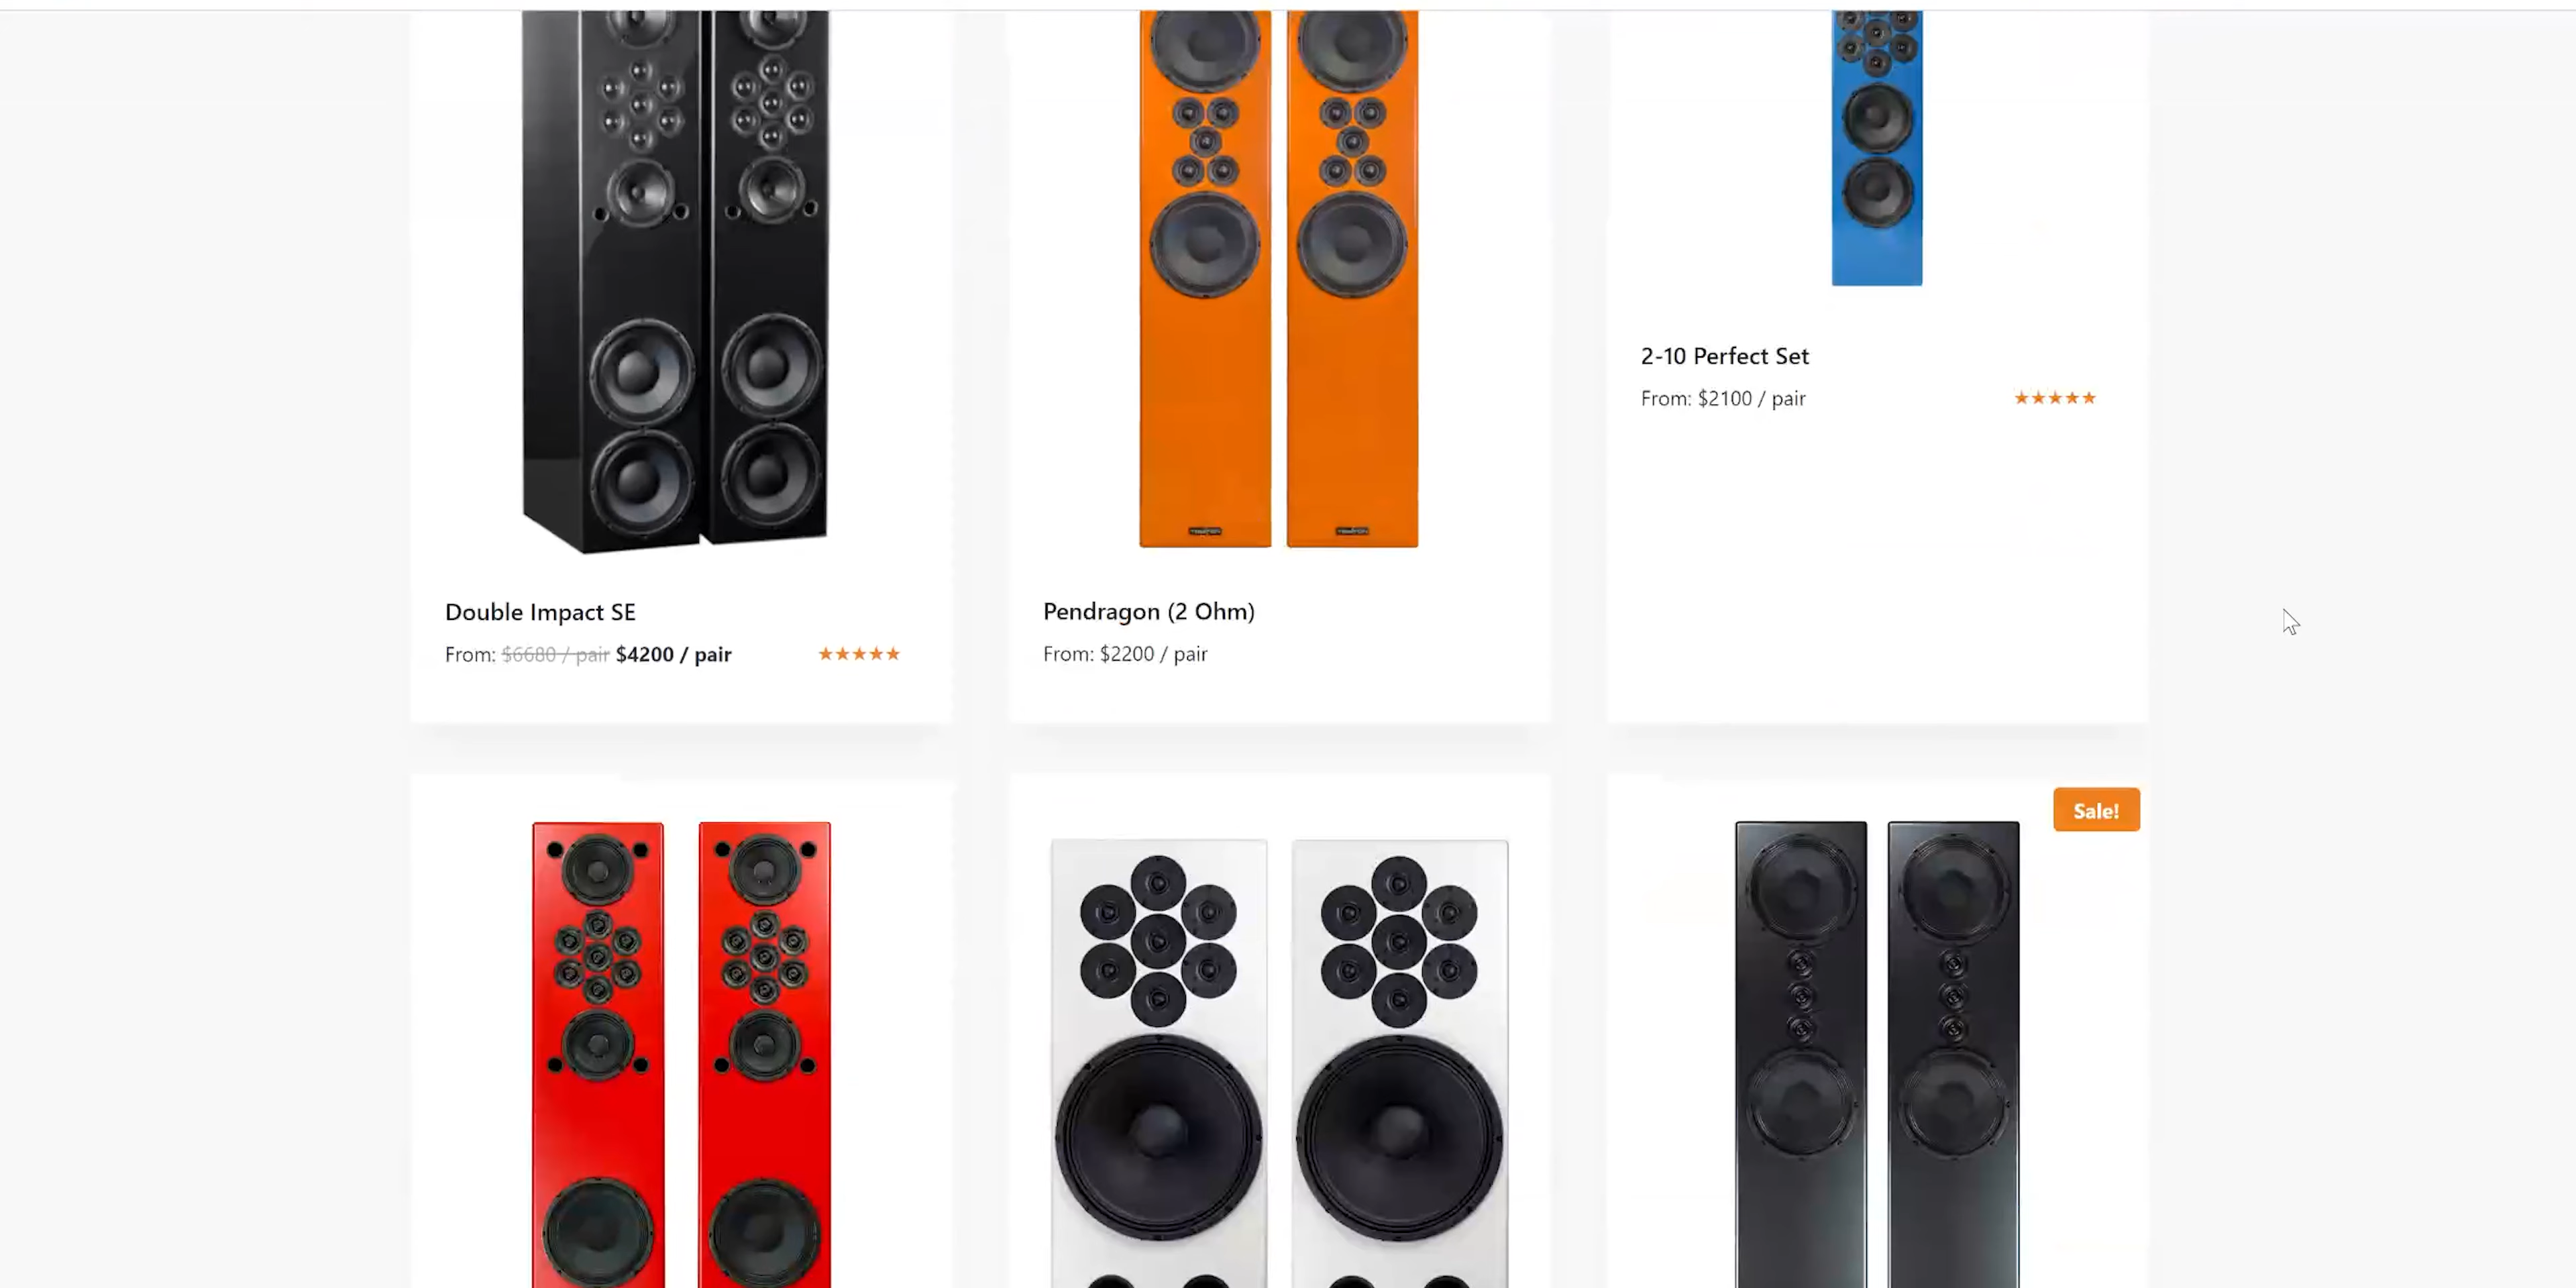 2-10 Perfect Set
From: $2100 / pair ★★★★★
Double Impact SE
From: $6680 / pair $4200 / pair ★★★★★
Pendragon (2 Ohm)
From: $2200 / pair
Sale!